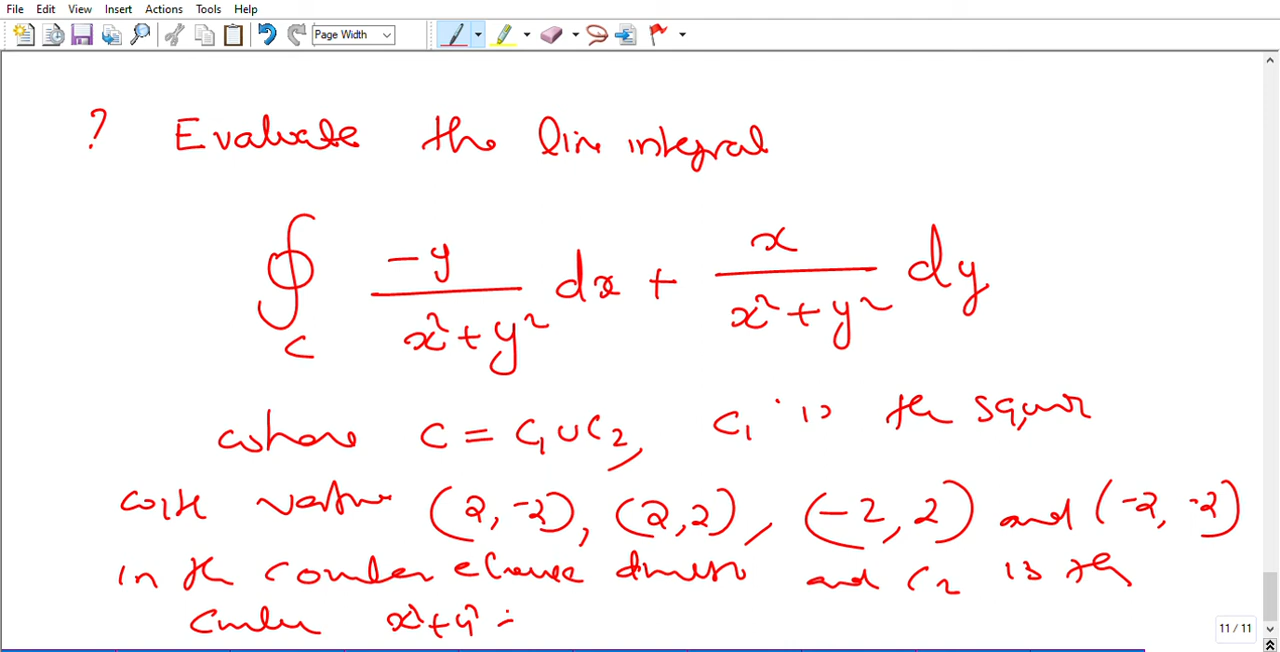 File Edit View Insert Actions Tools Help
Page Width
? Evaluate the line integral
∮_C -y/(x²+y²) dx + x/(x²+y²) dy
where C = C₁∪C₂, C₁ is the square
with vertices (2,-2), (2,2), (-2,2) and (-2,-2)
in the counter clockwise direction and C₂ is the
circle x²+y² =
11 / 11